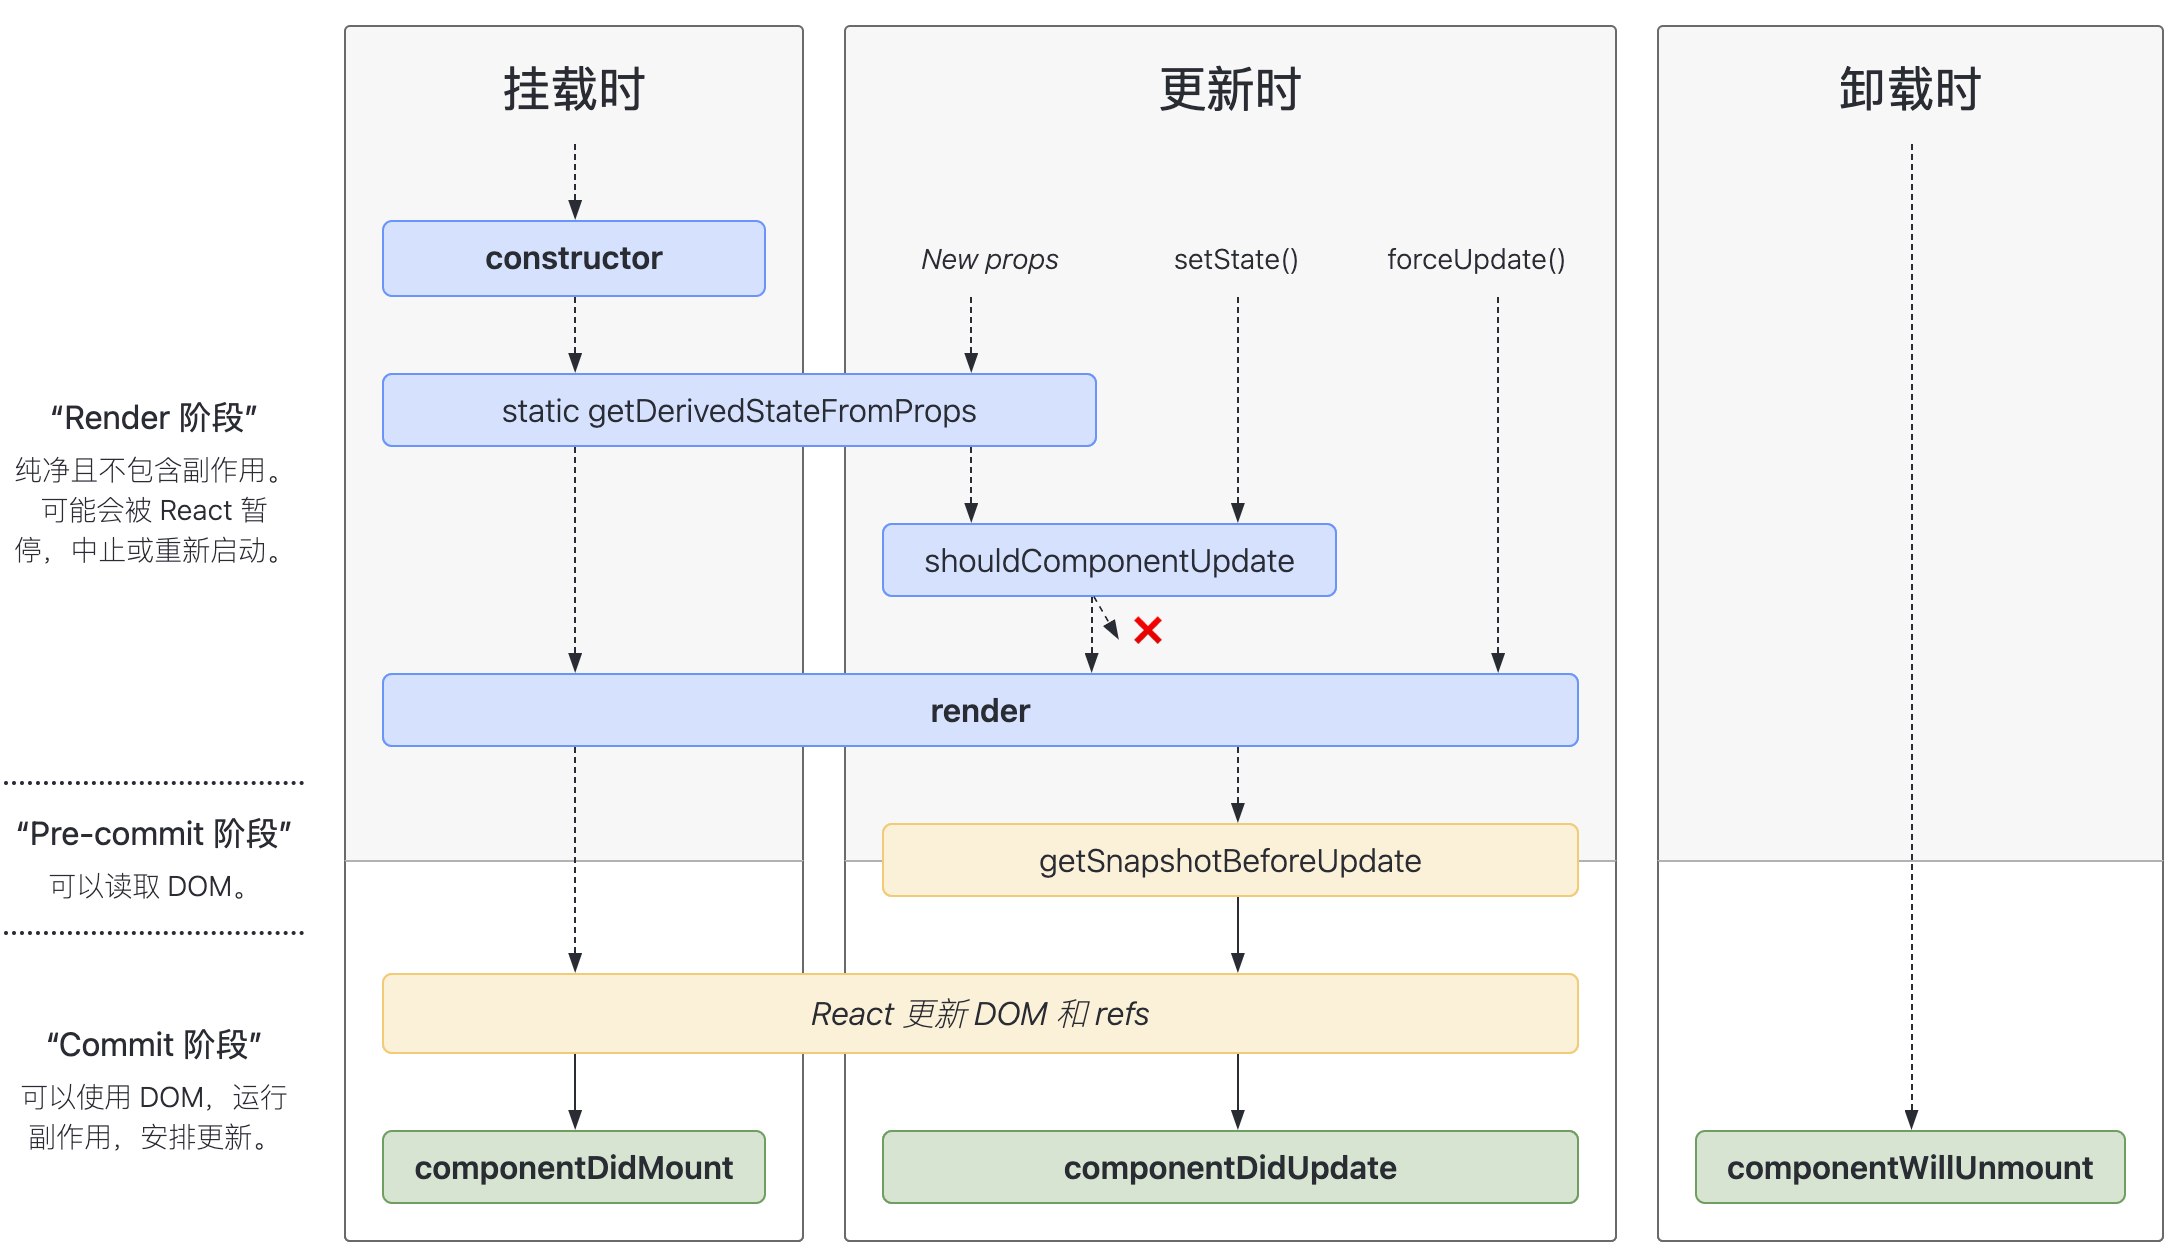 挂载时
更新时
卸载时
constructor
New props
setState()
forceUpdate()
static getDerivedStateFromProps
“Render 阶段”
纯净且不包含副作用。
可能会被 React 暂
停，中止或重新启动。
shouldComponentUpdate
render
“Pre-commit 阶段”
可以读取 DOM。
getSnapshotBeforeUpdate
React 更新 DOM 和 refs
“Commit 阶段”
可以使用 DOM，运行
副作用，安排更新。
componentDidMount
componentDidUpdate
componentWillUnmount